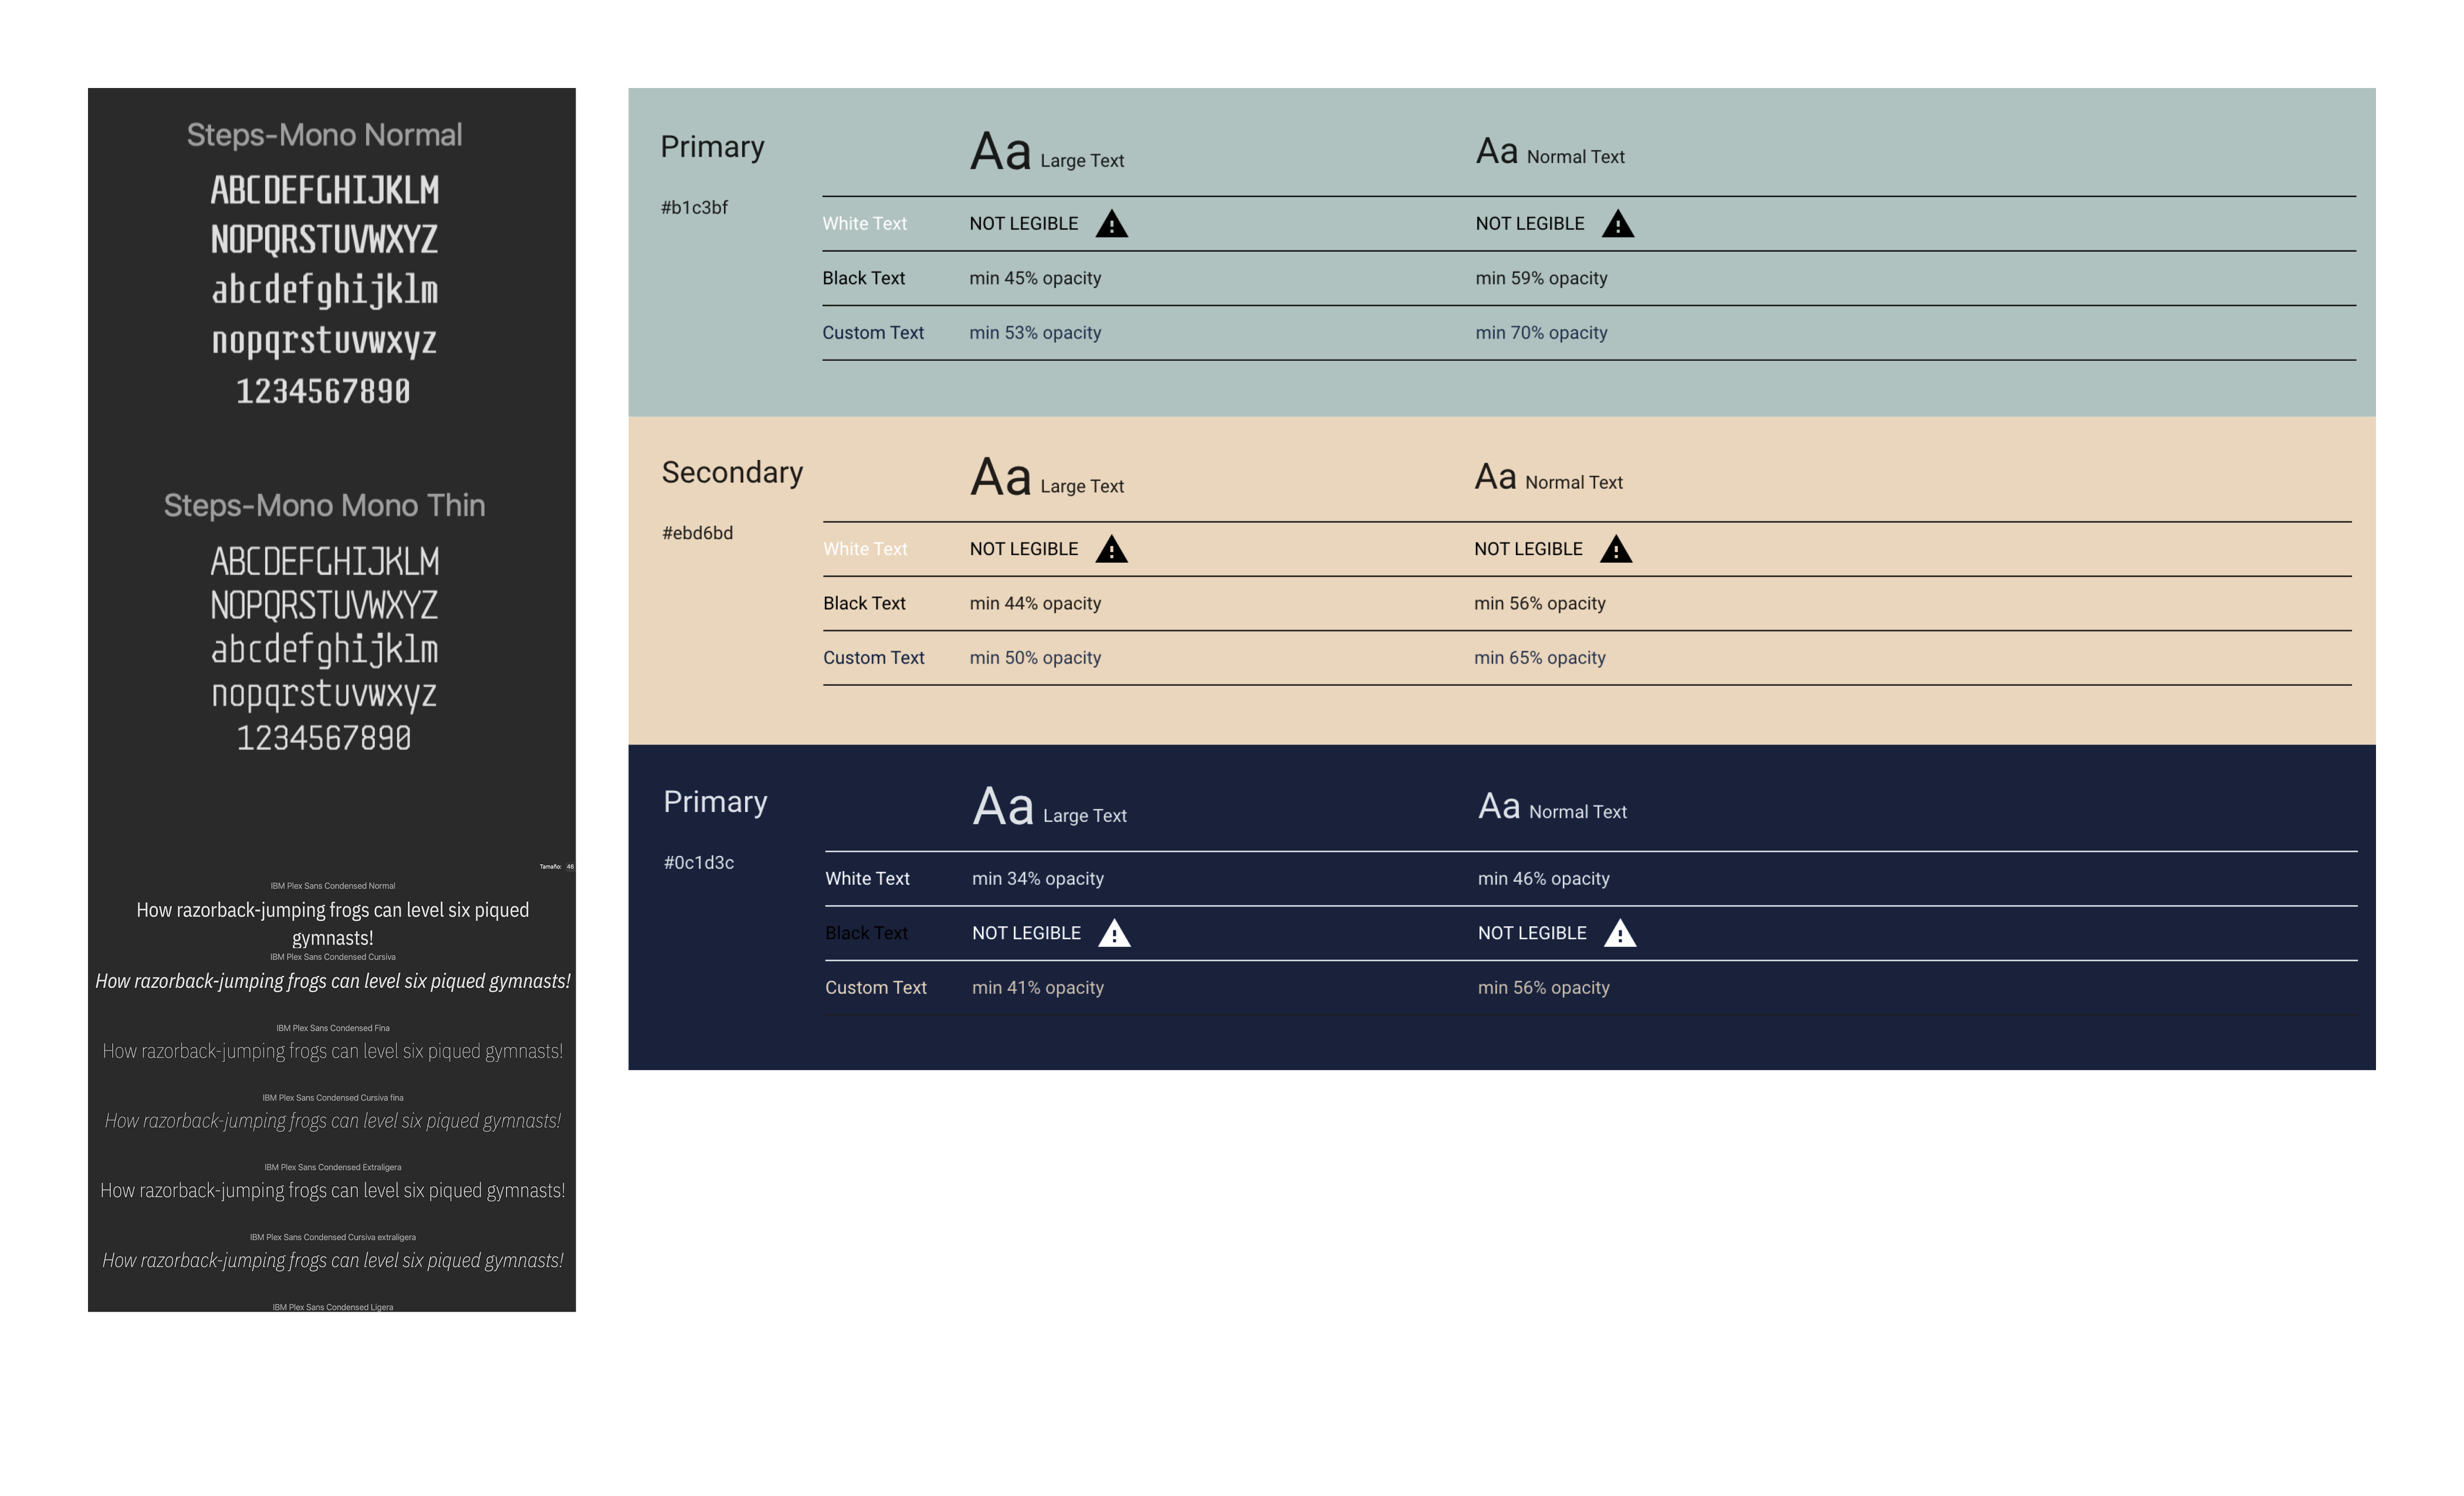 Steps-Mono Normal
ABCDEFGHIJKLM
NOPQRSTUVWXYZ
abcdefghijklm
nopqrstuvwxyz
1234567890
Steps-Mono Mono Thin
ABCDEFGHIJKLM
NOPQRSTUVWXYZ
abcdefghijklm
nopqrstuvwxyz
1234567890
Tamaño: 46
IBM Plex Sans Condensed Normal
How razorback-jumping frogs can level six piqued
gymnasts!
IBM Plex Sans Condensed Cursiva
How razorback-jumping frogs can level six piqued gymnasts!
IBM Plex Sans Condensed Fina
How razorback-jumping frogs can level six piqued gymnasts!
IBM Plex Sans Condensed Cursiva fina
How razorback-jumping frogs can level six piqued gymnasts!
IBM Plex Sans Condensed Extraligera
How razorback-jumping frogs can level six piqued gymnasts!
IBM Plex Sans Condensed Cursiva extraligera
How razorback-jumping frogs can level six piqued gymnasts!
IBM Plex Sans Condensed Ligera
Primary Aa Large Text Aa Normal Text
#b1c3bf
White Text NOT LEGIBLE NOT LEGIBLE
Black Text min 45% opacity min 59% opacity
Custom Text min 53% opacity min 70% opacity
Secondary Aa Large Text Aa Normal Text
#ebd6bd
White Text NOT LEGIBLE NOT LEGIBLE
Black Text min 44% opacity min 56% opacity
Custom Text min 50% opacity min 65% opacity
Primary Aa Large Text Aa Normal Text
#0c1d3c
White Text min 34% opacity min 46% opacity
Black Text NOT LEGIBLE NOT LEGIBLE
Custom Text min 41% opacity min 56% opacity